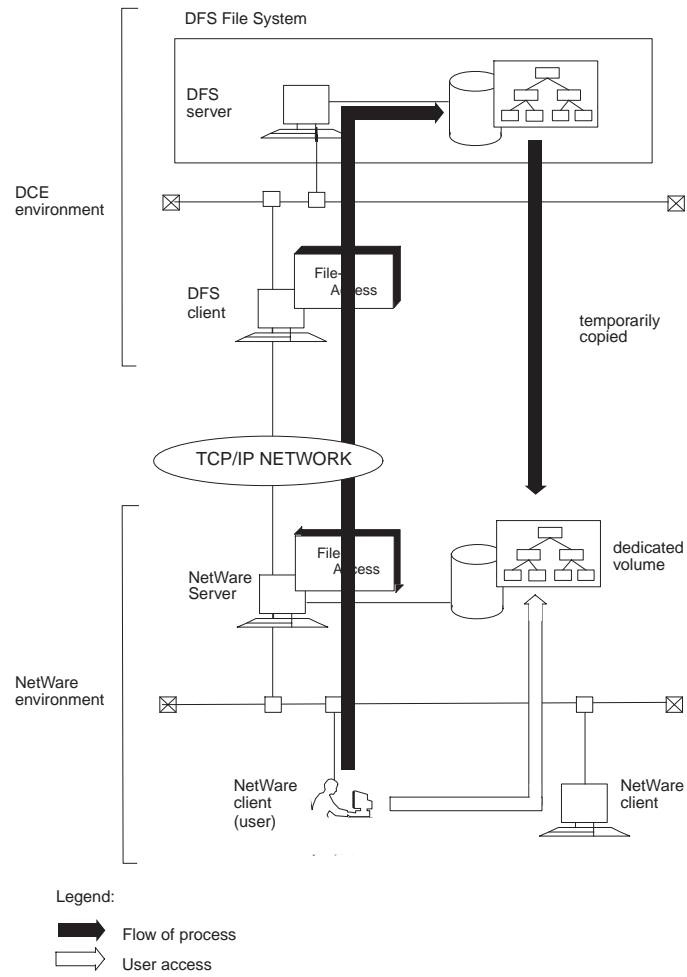 DFS File System
DFS
server
DCE
environment
File-
Access
DFS
client
temporarily
copied
TCP/IP NETWORK
File-
Access
dedicated
volume
NetWare
Server
NetWare
environment
NetWare
client
(user)
NetWare
client
Legend:
Flow of process
User access